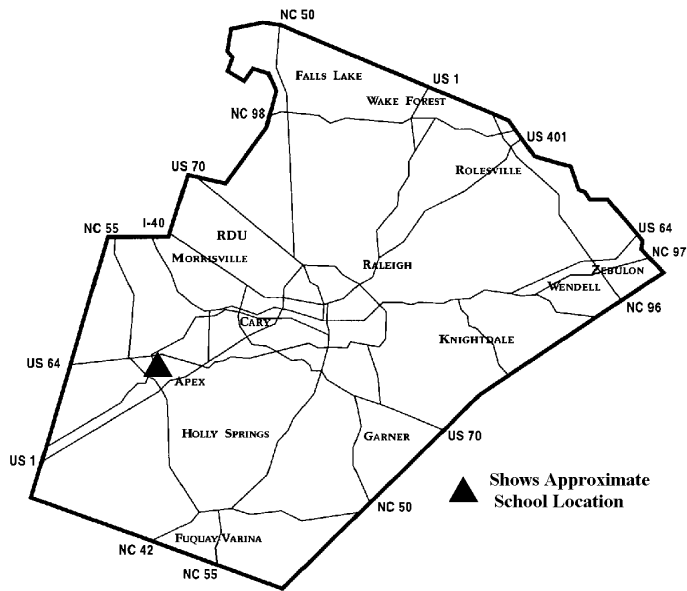 NC 50
FALLS LAKE
US 1
WAKE FOREST
NC 98
US 401
US 70
ROLESVILLE
I-40
NC 55
RDU
US 64
MORRISVILLE
RALEIGH
NC 97
ZEBULON
WENDELL
NC 96
CARY
KNIGHTDALE
US 64
APEX
HOLLY SPRINGS
GARNER
US 70
US 1
Shows Approximate
School Location
NC 50
FUQUAY VARINA
NC 42
NC 55